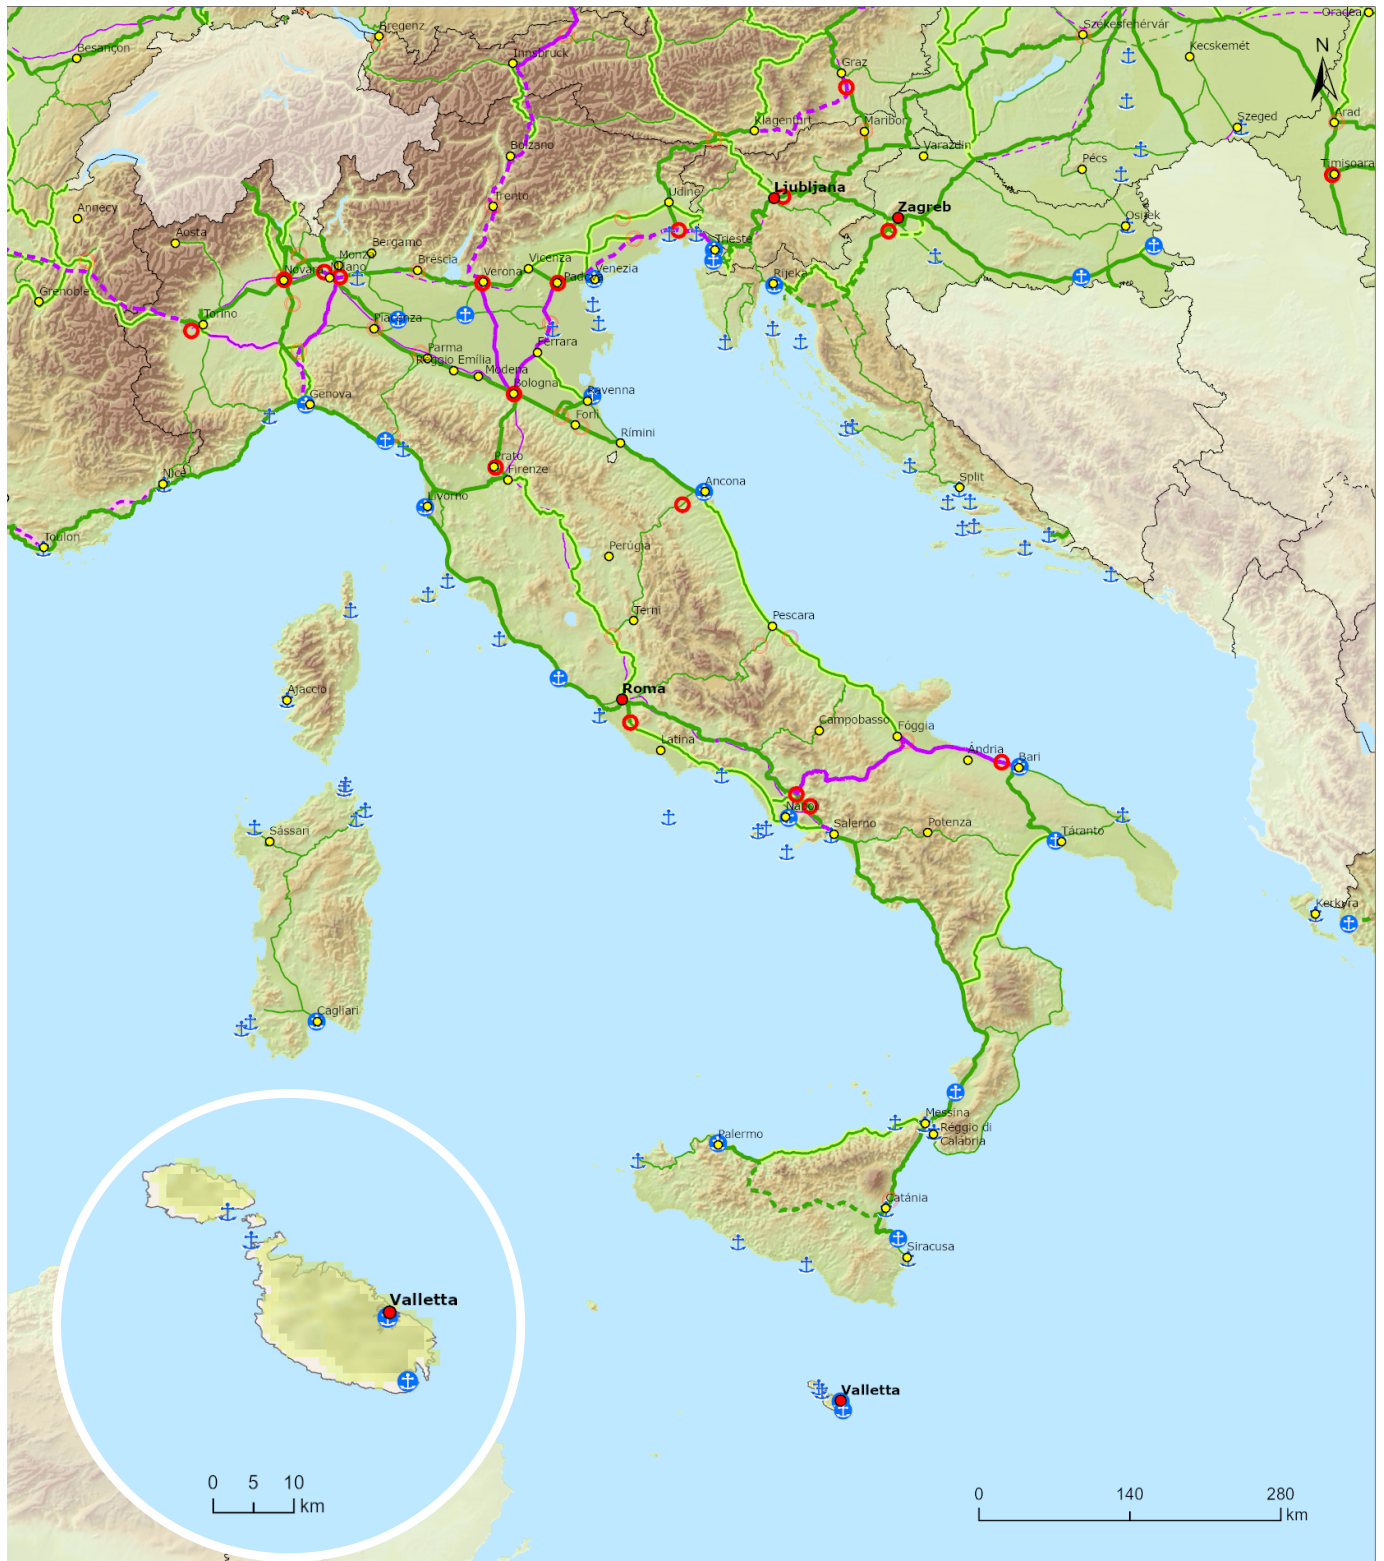 Bregenz
Besançon
Innsbruck
Székesfehérvár
Oradea
Kecskemét
N
Graz
Klagenfurt
Maribor
Szeged
Arad
Bolzano
Varaždin
Pécs
Timisoara
Ljubljana
Trento
Udine
Zagreb
Annecy
Osijek
Aosta
Bergamo
Monza
Trieste
Brescia
Vicenza
Novara
Milano
Verona
Padova
Venezia
Rijeka
Grenoble
Torino
Piacenza
Parma
Ferrara
Reggio Emília
Modena
Bologna
Genova
Ravenna
Forlì
Rímini
Prato
Firenze
Nice
Split
Ancona
Livorno
Toulon
Perúgia
Terni
Pescara
Ajaccio
Roma
Campobasso
Fóggia
Latina
Ándria
Bari
Napoli
Salerno
Potenza
Táranto
Sássari
Kerkyra
Cagliari
Messina
Réggio di
Calábria
Palermo
Catánia
Siracusa
Valletta
Valletta
0 5 10
km
0 140 280
km